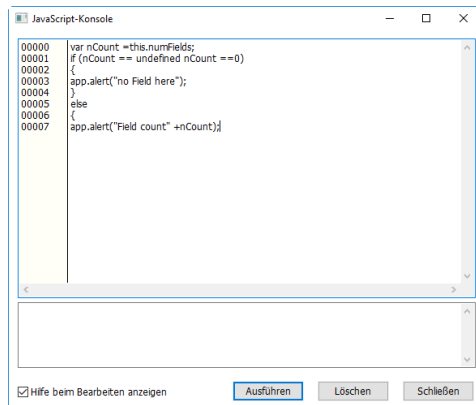 JavaScript-Konsole
00000 var nCount =this.numFields;
00001 if (nCount == undefined nCount ==0)
00002 {
00003 app.alert("no Field here");
00004 }
00005 else
00006 {
00007 app.alert("Field count" +nCount);
Hilfe beim Bearbeiten anzeigen Ausführen Löschen Schließen